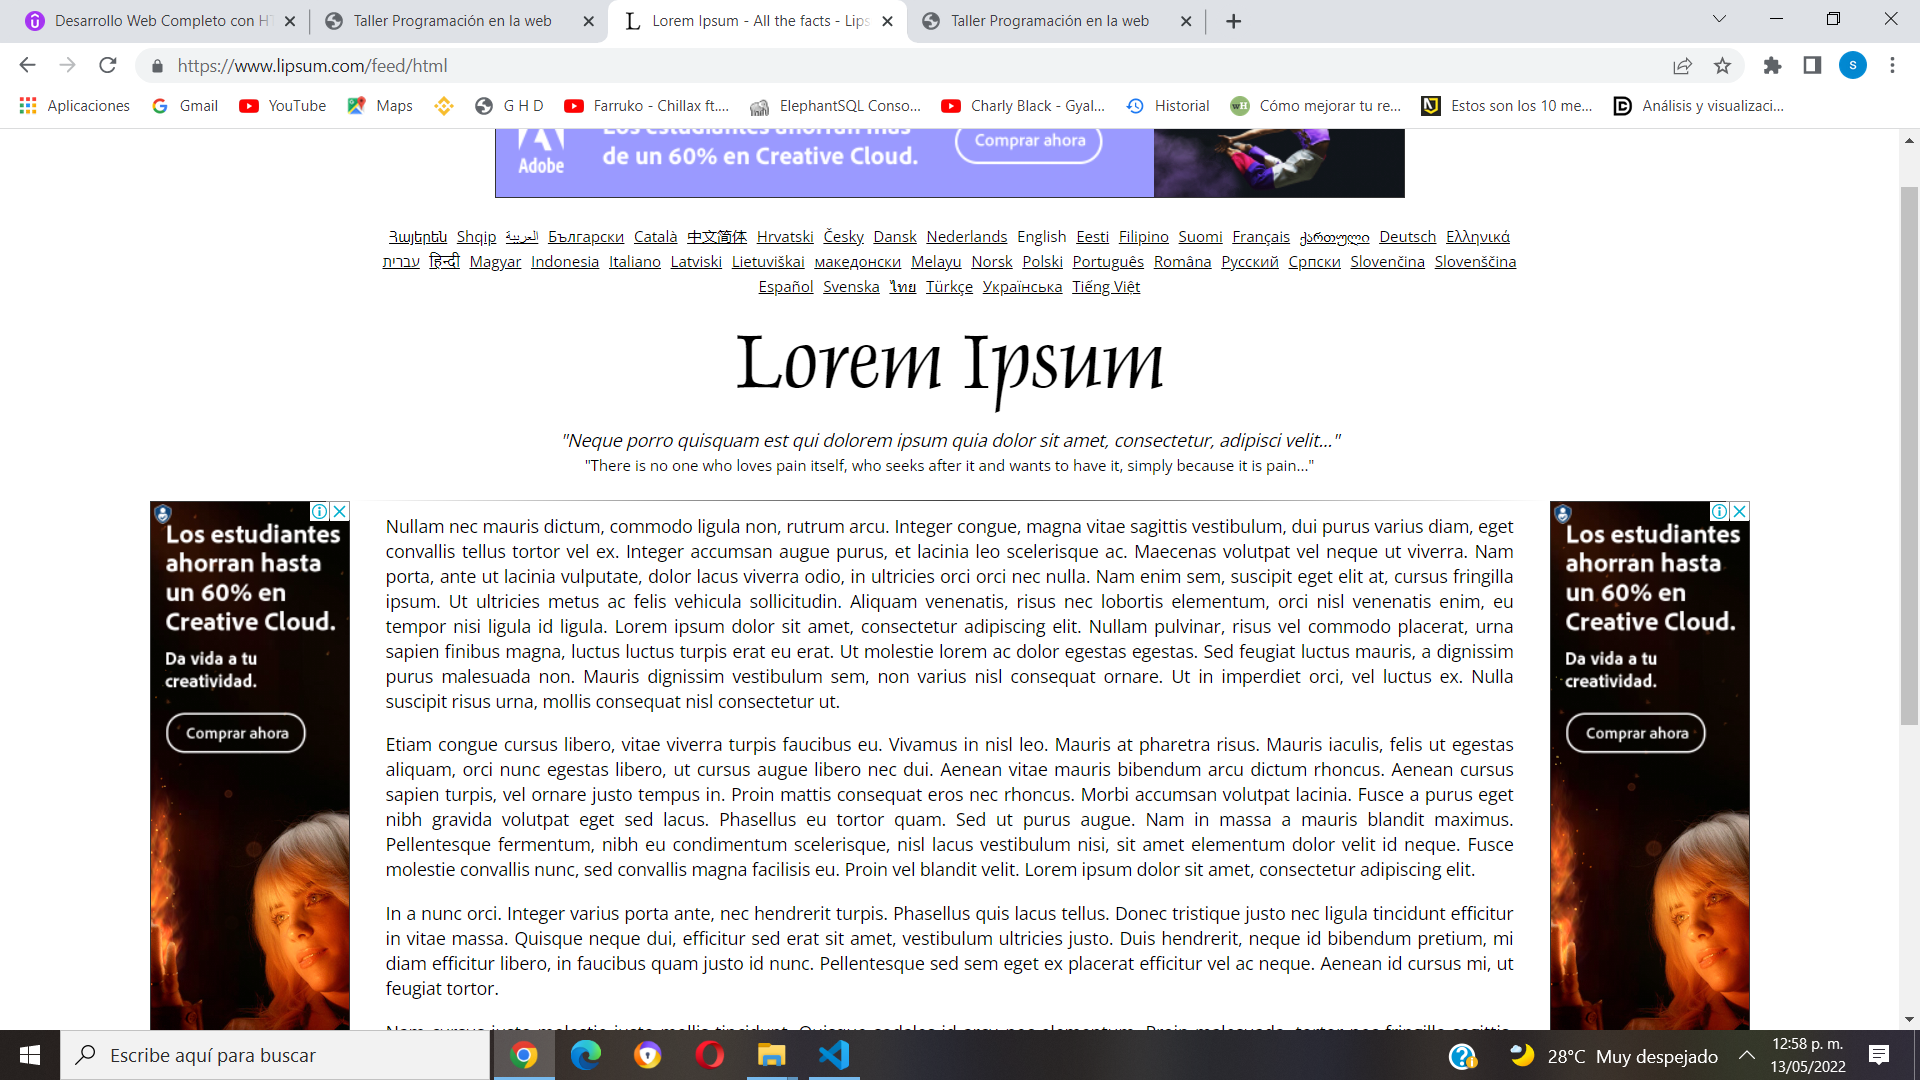 Desarrollo Web Completo con HT
Taller Programación en la web
Lorem Ipsum - All the facts - Lips
Taller Programación en la web
https://www.lipsum.com/feed/html
S
Aplicaciones
Gmail
YouTube
Maps
G H D
Farruko - Chillax ft....
ElephantSQL Conso...
Charly Black - Gyal...
Historial
Cómo mejorar tu re...
Estos son los 10 me...
Análisis y visualizaci...
Los estudiantes ahorran más
de un 60% en Creative Cloud.
Adobe
Comprar ahora
Հայերեն Shqip العربية Български Català 中文简体 Hrvatski Česky Dansk Nederlands English Eesti Filipino Suomi Français ქართული Deutsch Ελληνικά
עברית हिन्दी Magyar Indonesia Italiano Latviski Lietuviškai македонски Melayu Norsk Polski Português Româna Русский Српски Slovenčina Slovenščina
Español Svenska ไทย Türkçe Українська Tiếng Việt
Lorem Ipsum
"Neque porro quisquam est qui dolorem ipsum quia dolor sit amet, consectetur, adipisci velit..."
"There is no one who loves pain itself, who seeks after it and wants to have it, simply because it is pain..."
Los estudiantes
ahorran hasta
un 60% en
Creative Cloud.
Da vida a tu
creatividad.
Comprar ahora
Nullam nec mauris dictum, commodo ligula non, rutrum arcu. Integer congue, magna vitae sagittis vestibulum, dui purus varius diam, eget
convallis tellus tortor vel ex. Integer accumsan augue purus, et lacinia leo scelerisque ac. Maecenas volutpat vel neque ut viverra. Nam
porta, ante ut lacinia vulputate, dolor lacus viverra odio, in ultricies orci orci nec nulla. Nam enim sem, suscipit eget elit at, cursus fringilla
ipsum. Ut ultricies metus ac felis vehicula sollicitudin. Aliquam venenatis, risus nec lobortis elementum, orci nisl venenatis enim, eu
tempor nisi ligula id ligula. Lorem ipsum dolor sit amet, consectetur adipiscing elit. Nullam pulvinar, risus vel commodo placerat, urna
sapien finibus magna, luctus luctus turpis erat eu erat. Ut molestie lorem ac dolor egestas egestas. Sed feugiat luctus mauris, a dignissim
purus malesuada non. Mauris dignissim vestibulum sem, non varius nisl consequat ornare. Ut in imperdiet orci, vel luctus ex. Nulla
suscipit risus urna, mollis consequat nisl consectetur ut.
Etiam congue cursus libero, vitae viverra turpis faucibus eu. Vivamus in nisl leo. Mauris at pharetra risus. Mauris iaculis, felis ut egestas
aliquam, orci nunc egestas libero, ut cursus augue libero nec dui. Aenean vitae mauris bibendum arcu dictum rhoncus. Aenean cursus
sapien turpis, vel ornare justo tempus in. Proin mattis consequat eros nec rhoncus. Morbi accumsan volutpat lacinia. Fusce a purus eget
nibh gravida volutpat eget sed lacus. Phasellus eu tortor quam. Sed ut purus augue. Nam in massa a mauris blandit maximus.
Pellentesque fermentum, nibh eu condimentum scelerisque, nisl lacus vestibulum nisi, sit amet elementum dolor velit id neque. Fusce
molestie convallis nunc, sed convallis magna facilisis eu. Proin vel blandit velit. Lorem ipsum dolor sit amet, consectetur adipiscing elit.
In a nunc orci. Integer varius porta ante, nec hendrerit turpis. Phasellus quis lacus tellus. Donec tristique justo nec ligula tincidunt efficitur
in vitae massa. Quisque neque dui, efficitur sed erat sit amet, vestibulum ultricies justo. Duis hendrerit, neque id bibendum pretium, mi
diam efficitur libero, in faucibus quam justo id nunc. Pellentesque sed sem eget ex placerat efficitur vel ac neque. Aenean id cursus mi, ut
feugiat tortor.
Los estudiantes
ahorran hasta
un 60% en
Creative Cloud.
Da vida a tu
creatividad.
Comprar ahora
Escribe aquí para buscar
28°C Muy despejado
12:58 p. m.
13/05/2022